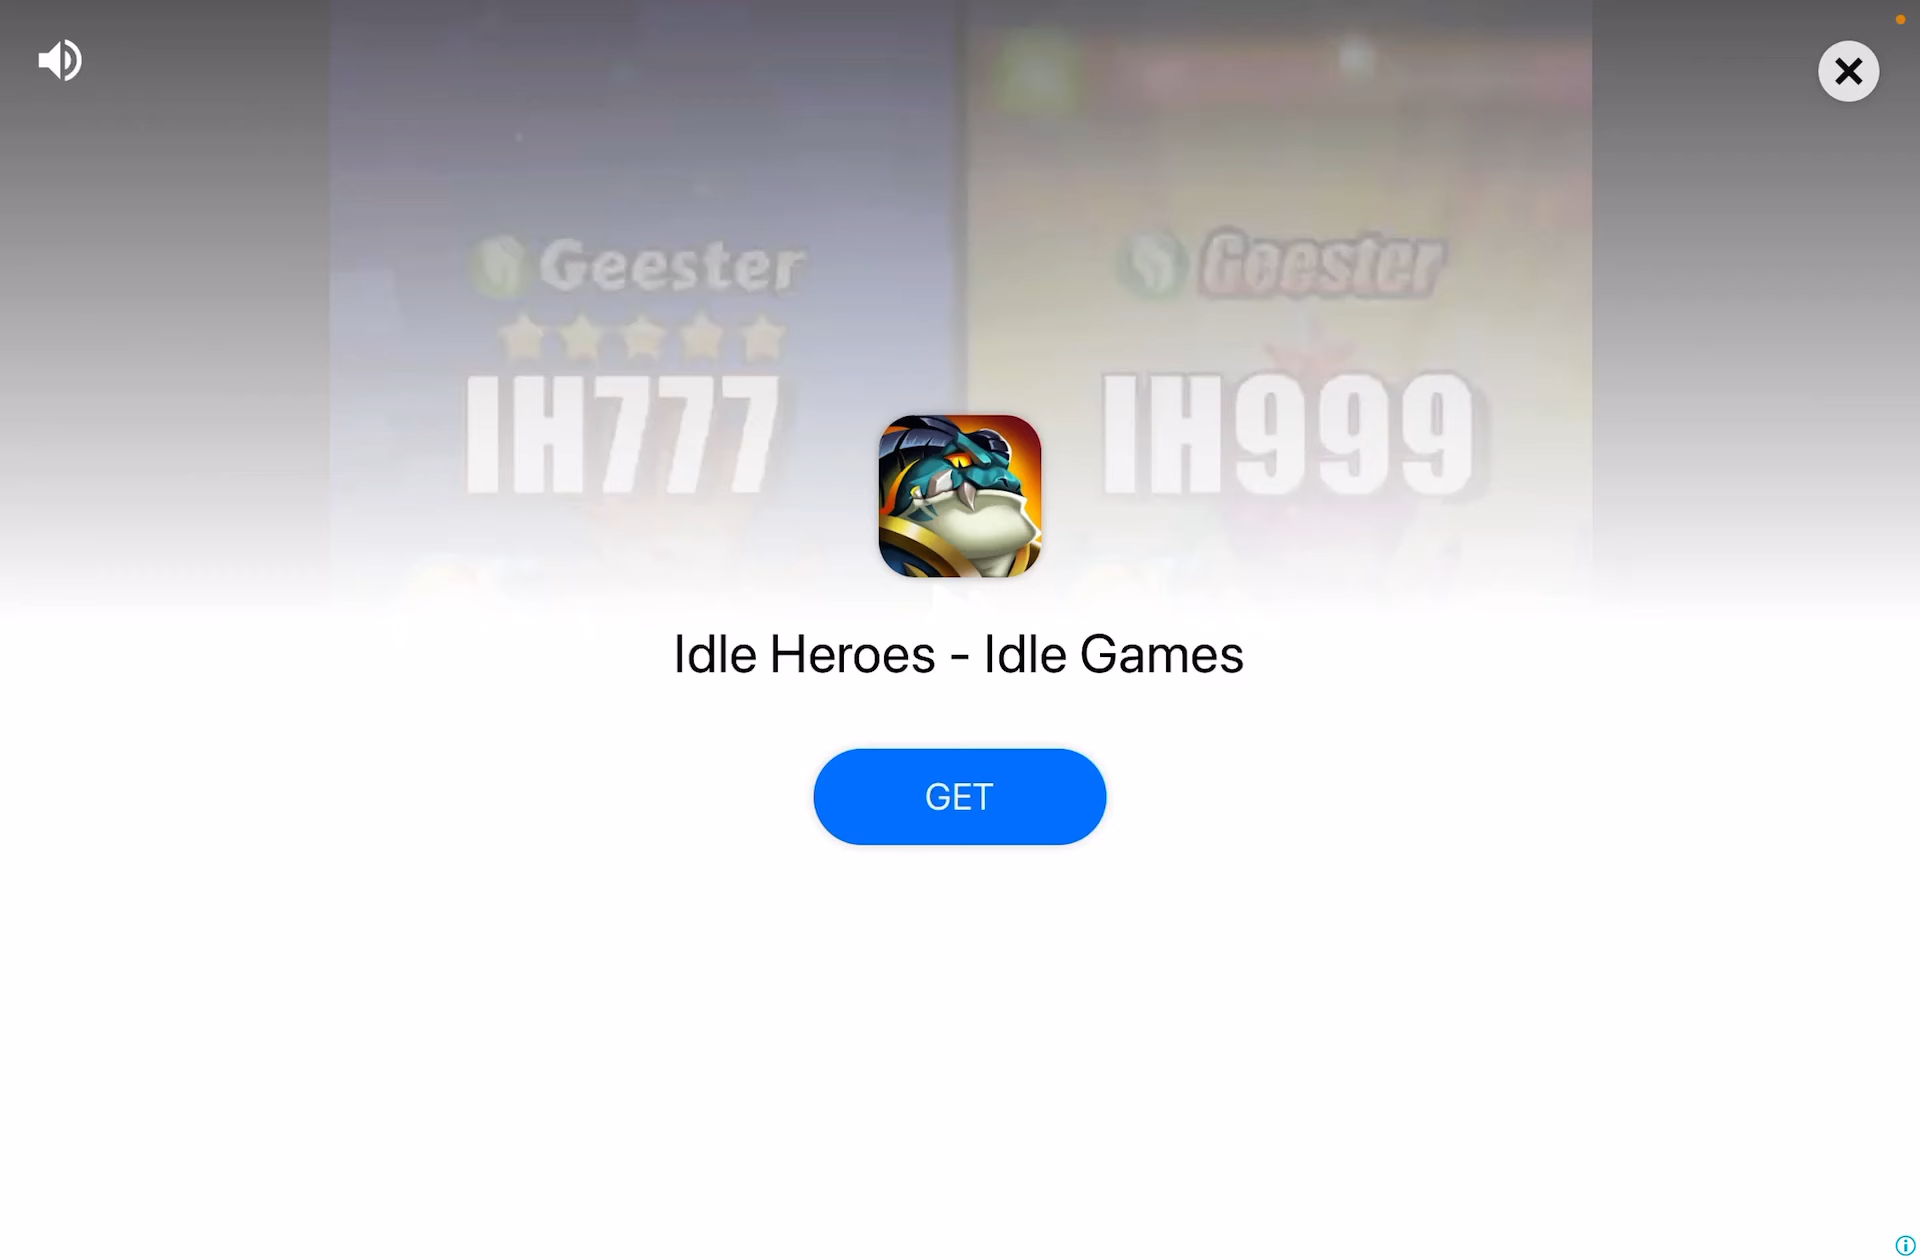 Geester
Geester
IH777
IH999
Idle Heroes - Idle Games
GET